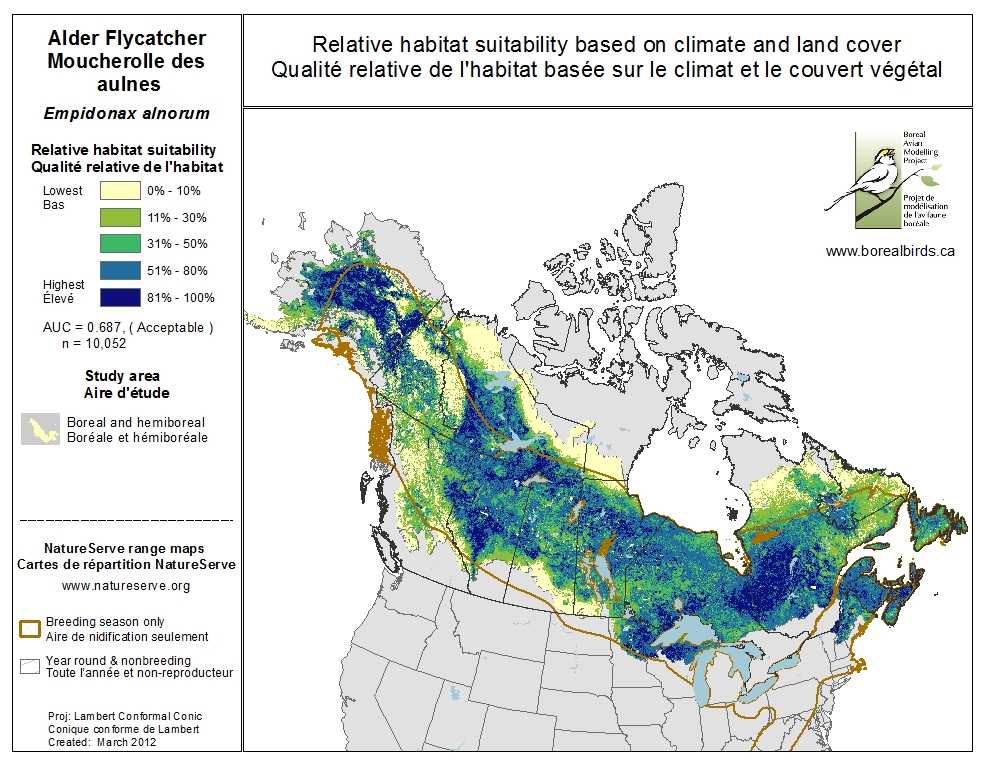 Alder Flycatcher
Moucherolle des
aulnes
Empidonax alnorum
Relative habitat suitability
Qualité relative de l'habitat
Lowest
Bas
0% - 10%
11% - 30%
31% - 50%
51% - 80%
Highest
Élevé
81% - 100%
AUC = 0.687, ( Acceptable )
n = 10,052
Study area
Aire d'étude
Boreal and hemiboreal
Boréale et hémiboréale
NatureServe range maps
Cartes de répartition NatureServe
www.natureserve.org
Breeding season only
Aire de nidification seulement
Year round & nonbreeding
Toute l'année et non-reproducteur
Proj: Lambert Conformal Conic
Conique conforme de Lambert
Created: March 2012
Relative habitat suitability based on climate and land cover
Qualité relative de l'habitat basée sur le climat et le couvert végétal
Boreal
Avian
Modelling
Project
Projet de
modélisation
de l'avifaune
boréale
www.borealbirds.ca